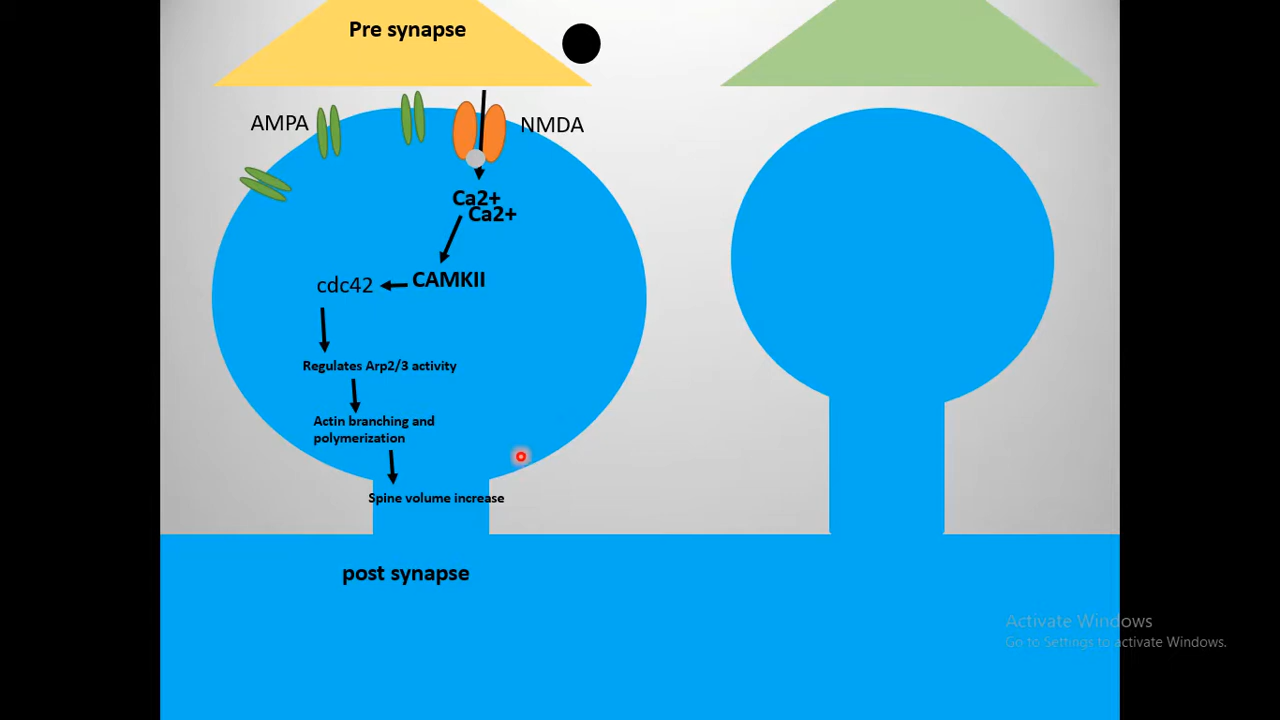 Pre synapse
AMPA
NMDA
Ca2+
Ca2+
cdc42
CAMKII
Regulates Arp2/3 activity
Actin branching and
polymerization
Spine volume increase
post synapse
Activate Windows
Go to Settings to activate Windows.